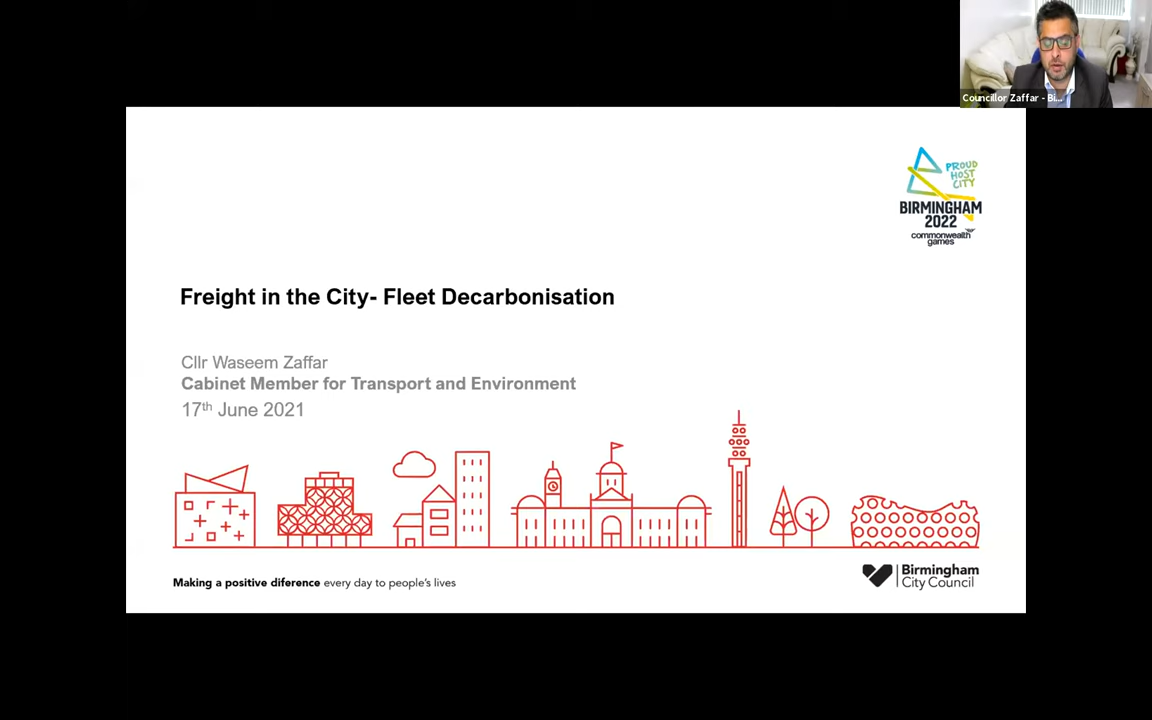 Councillor Zaffar - Bi...
PROUD
HOST
CITY
BIRMINGHAM
2022
commonwealth
games
Freight in the City- Fleet Decarbonisation
Cllr Waseem Zaffar
Cabinet Member for Transport and Environment
17th June 2021
Making a positive diference every day to people's lives
Birmingham
City Council